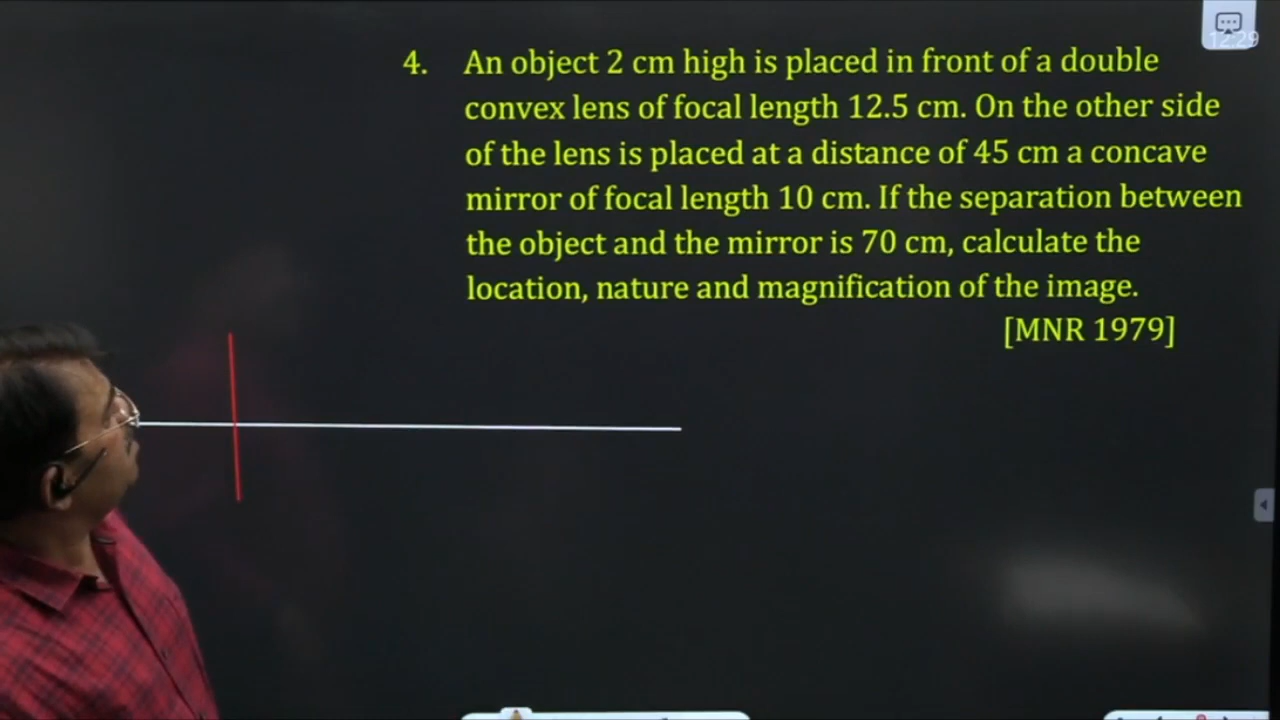 12:29
4. An object 2 cm high is placed in front of a double
convex lens of focal length 12.5 cm. On the other side
of the lens is placed at a distance of 45 cm a concave
mirror of focal length 10 cm. If the separation between
the object and the mirror is 70 cm, calculate the
location, nature and magnification of the image.
[MNR 1979]